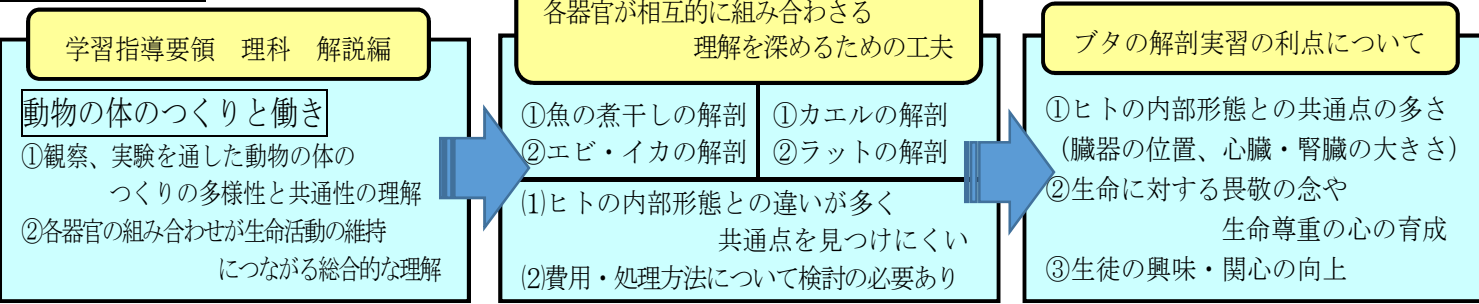 学習指導要領　理科　解説編
動物の体のつくりと働き
①観察、実験を通した動物の体の
つくりの多様性と共通性の理解
②各器官の組み合わせが生命活動の維持
につながる総合的な理解
各器官が相互的に組み合わさる
理解を深めるための工夫
①魚の煮干しの解剖
②エビ・イカの解剖
①カエルの解剖
②ラットの解剖
⑴ヒトの内部形態との違いが多く
共通点を見つけにくい
⑵費用・処理方法について検討の必要あり
ブタの解剖実習の利点について
①ヒトの内部形態との共通点の多さ
（臓器の位置、心臓・腎臓の大きさ）
②生命に対する畏敬の念や
生命尊重の心の育成
③生徒の興味・関心の向上